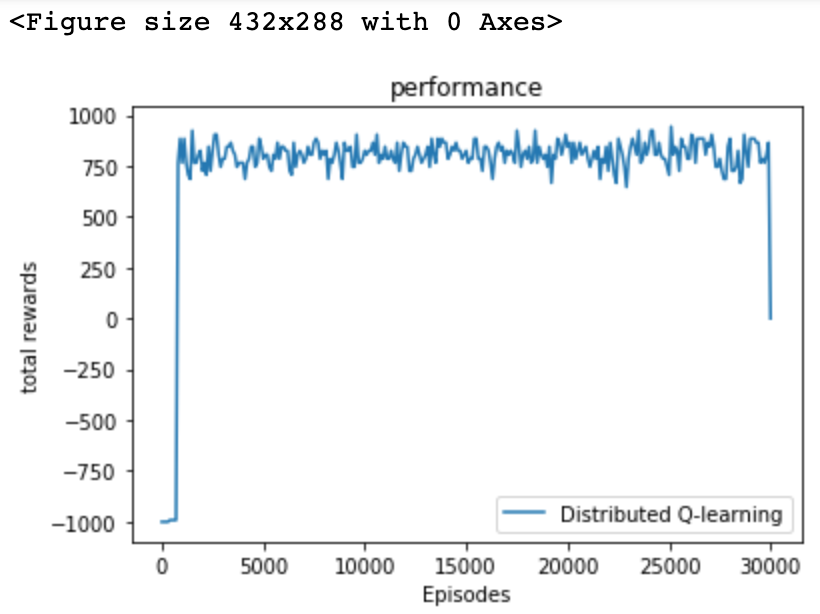 <Figure size 432x288 with 0 Axes>
performance
1000
750
500
250
0
−250
−500
−750
−1000
total rewards
Distributed Q-learning
0 5000 10000 15000 20000 25000 30000
Episodes